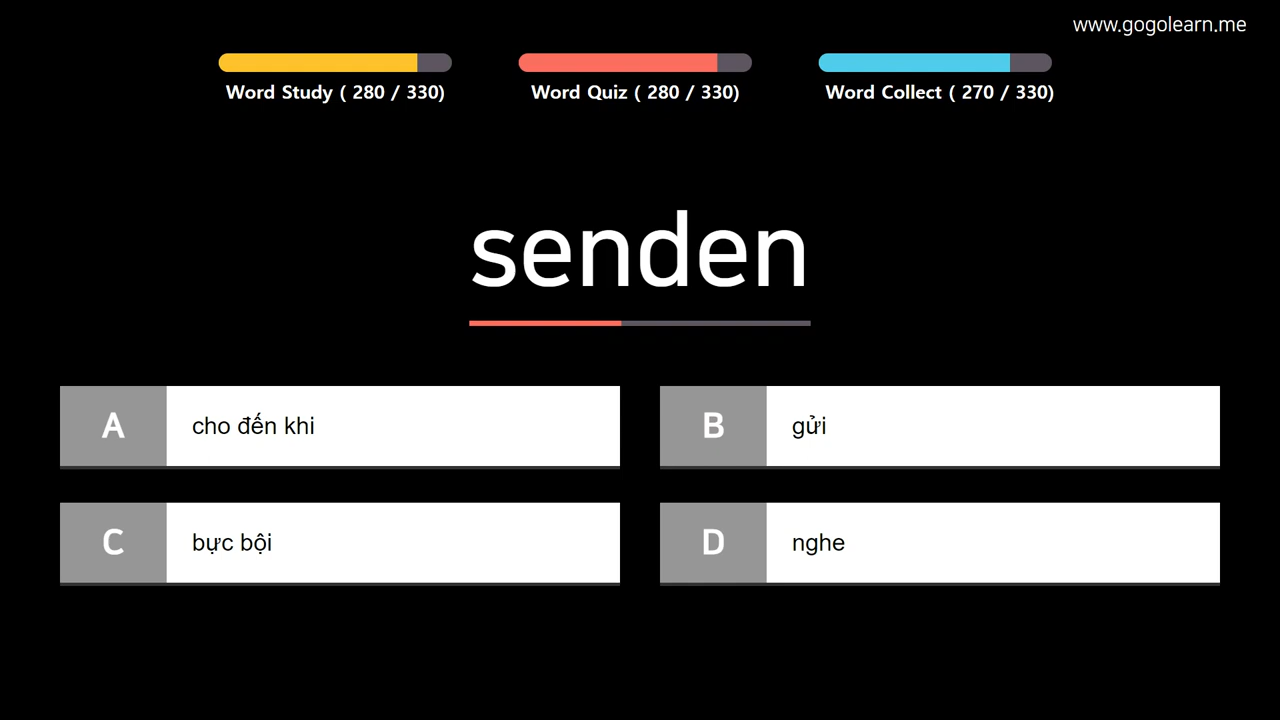 www.gogolearn.me
Word Study ( 280 / 330)
Word Quiz ( 280 / 330)
Word Collect ( 270 / 330)
senden
A cho đến khi
B gửi
C bực bội
D nghe